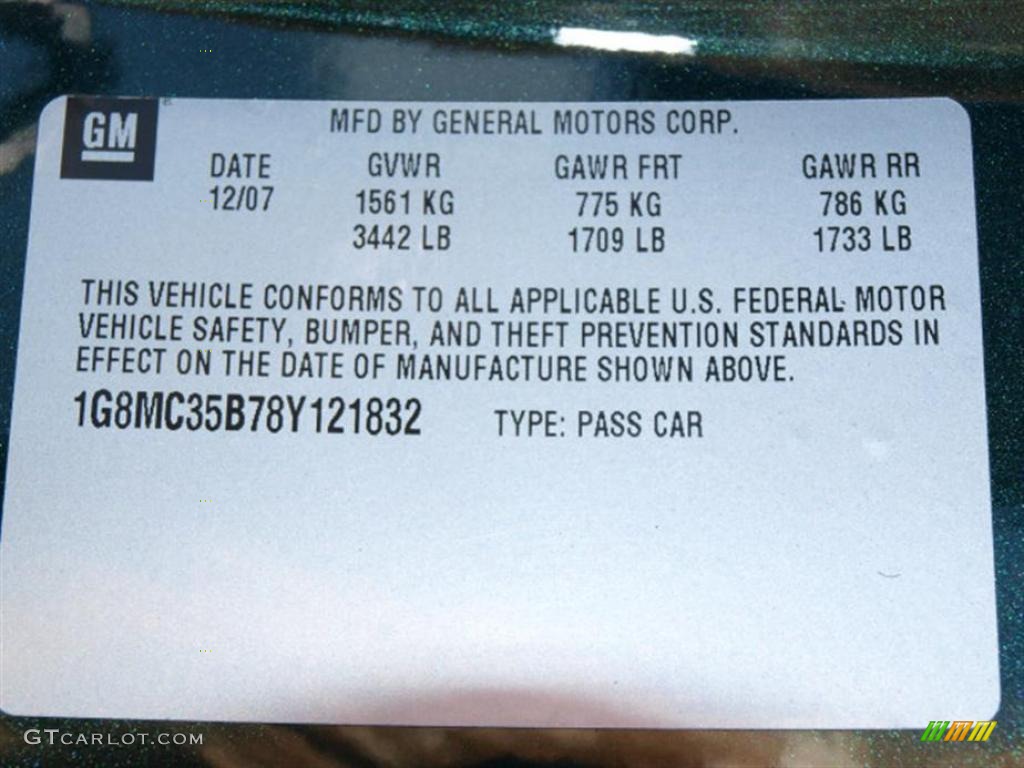 GM
MFD BY GENERAL MOTORS CORP.
DATE GVWR GAWR FRT GAWR RR
12/07 1561 KG 775 KG 786 KG
3442 LB 1709 LB 1733 LB
THIS VEHICLE CONFORMS TO ALL APPLICABLE U.S. FEDERAL MOTOR
VEHICLE SAFETY, BUMPER, AND THEFT PREVENTION STANDARDS IN
EFFECT ON THE DATE OF MANUFACTURE SHOWN ABOVE.
1G8MC35B78Y121832 TYPE: PASS CAR
GTCARLOT.COM